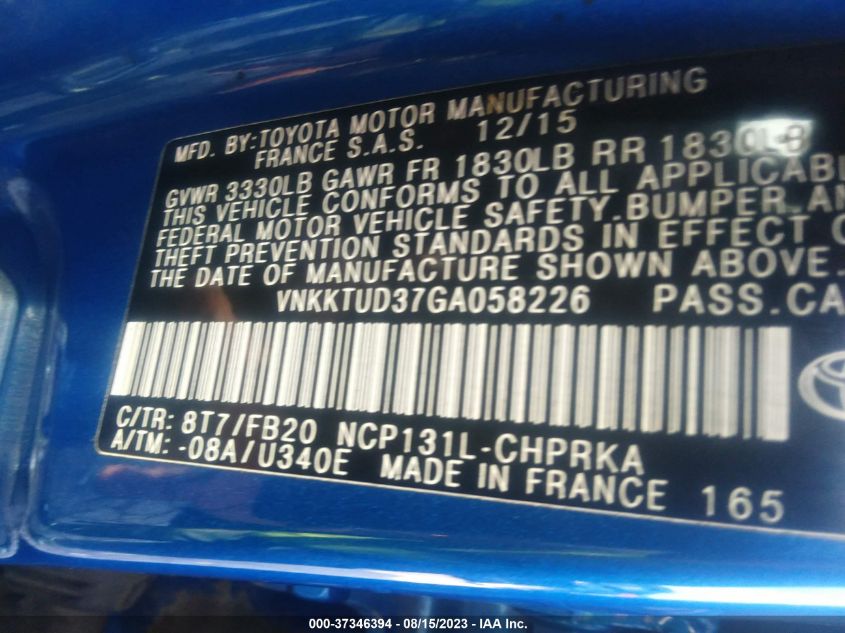 MFD. BY:TOYOTA MOTOR MANUFACTURING
FRANCE S.A.S. 12/15
GVWR 3330LB GAWR FR 1830LB RR 1830LB
THIS VEHICLE CONFORMS TO ALL APPLICABL
FEDERAL MOTOR VEHICLE SAFETY,BUMPER,AN
THEFT PREVENTION STANDARDS IN EFFECT O
THE DATE OF MANUFACTURE SHOWN ABOVE.
VNKKTUD37GA058226 PASS.CA
C/TR: 8T7/FB20 NCP131L-CHPRKA
A/TM: -08A/U340E MADE IN FRANCE 165
000-37346394 - 08/15/2023 - IAA Inc.